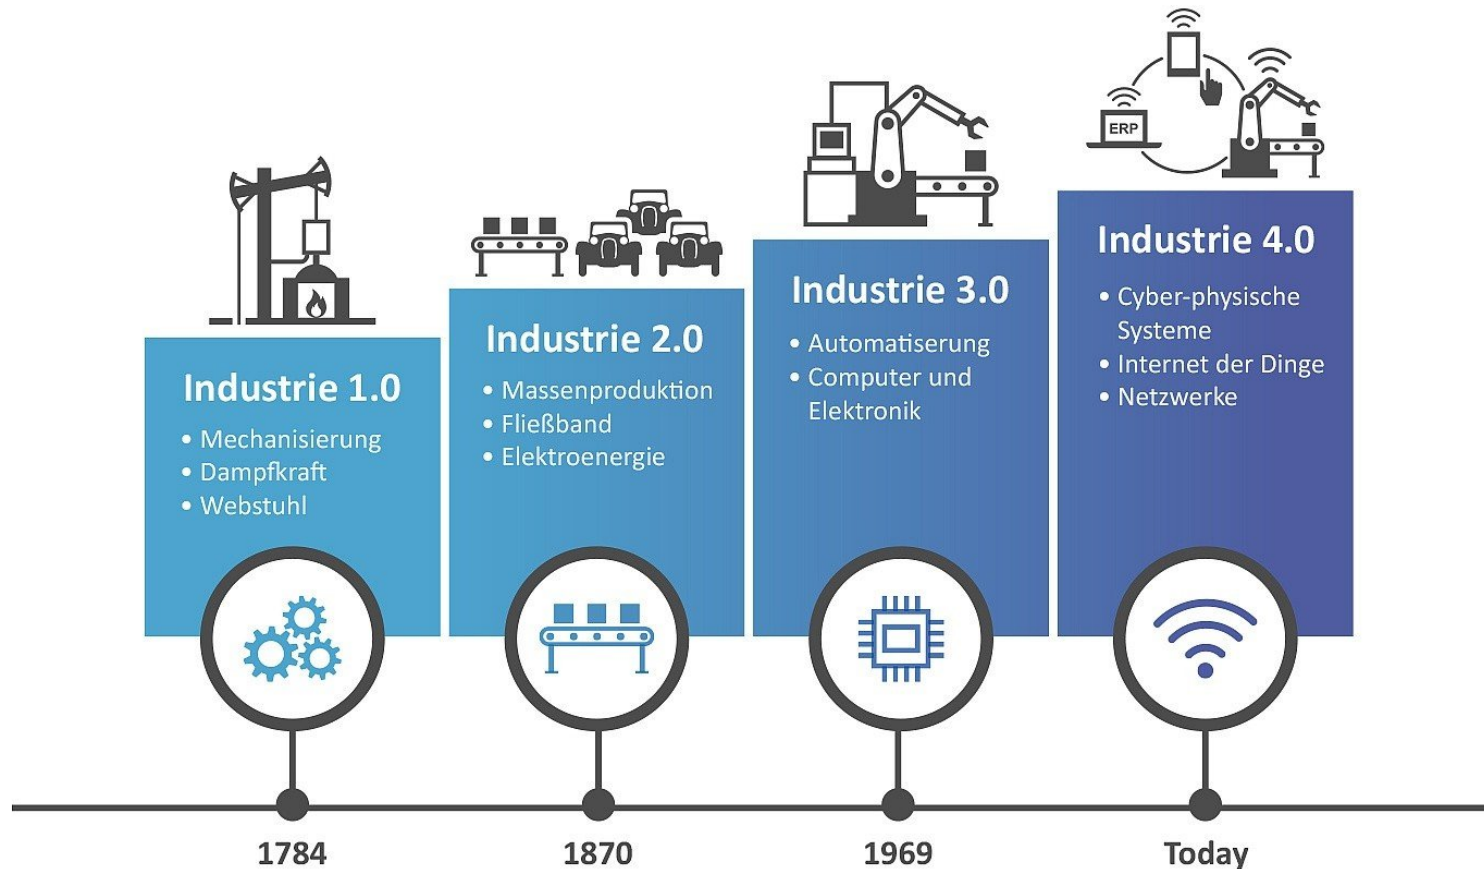 ERP
Industrie 1.0
• Mechanisierung
• Dampfkraft
• Webstuhl
Industrie 2.0
• Massenproduktion
• Fließband
• Elektroenergie
Industrie 3.0
• Automatiserung
• Computer und
Elektronik
Industrie 4.0
• Cyber-physische
Systeme
• Internet der Dinge
• Netzwerke
1784
1870
1969
Today